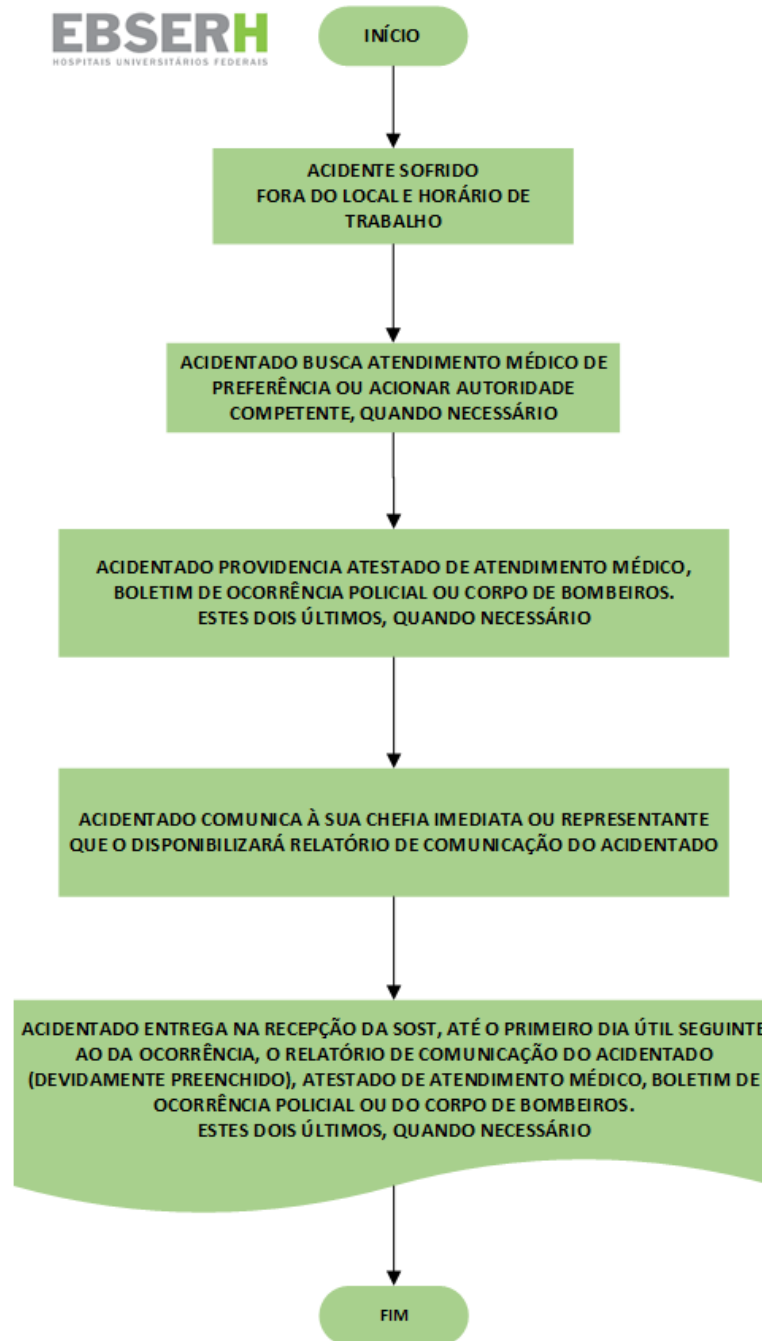 EBSERH
HOSPITAIS UNIVERSITÁRIOS FEDERAIS
INÍCIO
ACIDENTE SOFRIDO
FORA DO LOCAL E HORÁRIO DE
TRABALHO
ACIDENTADO BUSCA ATENDIMENTO MÉDICO DE
PREFERÊNCIA OU ACIONAR AUTORIDADE
COMPETENTE, QUANDO NECESSÁRIO
ACIDENTADO PROVIDENCIA ATESTADO DE ATENDIMENTO MÉDICO,
BOLETIM DE OCORRÊNCIA POLICIAL OU CORPO DE BOMBEIROS.
ESTES DOIS ÚLTIMOS, QUANDO NECESSÁRIO
ACIDENTADO COMUNICA À SUA CHEFIA IMEDIATA OU REPRESENTANTE
QUE O DISPONIBILIZARÁ RELATÓRIO DE COMUNICAÇÃO DO ACIDENTADO
ACIDENTADO ENTREGA NA RECEPÇÃO DA SOST, ATÉ O PRIMEIRO DIA ÚTIL SEGUINTE
AO DA OCORRÊNCIA, O RELATÓRIO DE COMUNICAÇÃO DO ACIDENTADO
(DEVIDAMENTE PREENCHIDO), ATESTADO DE ATENDIMENTO MÉDICO, BOLETIM DE
OCORRÊNCIA POLICIAL OU DO CORPO DE BOMBEIROS.
ESTES DOIS ÚLTIMOS, QUANDO NECESSÁRIO
FIM